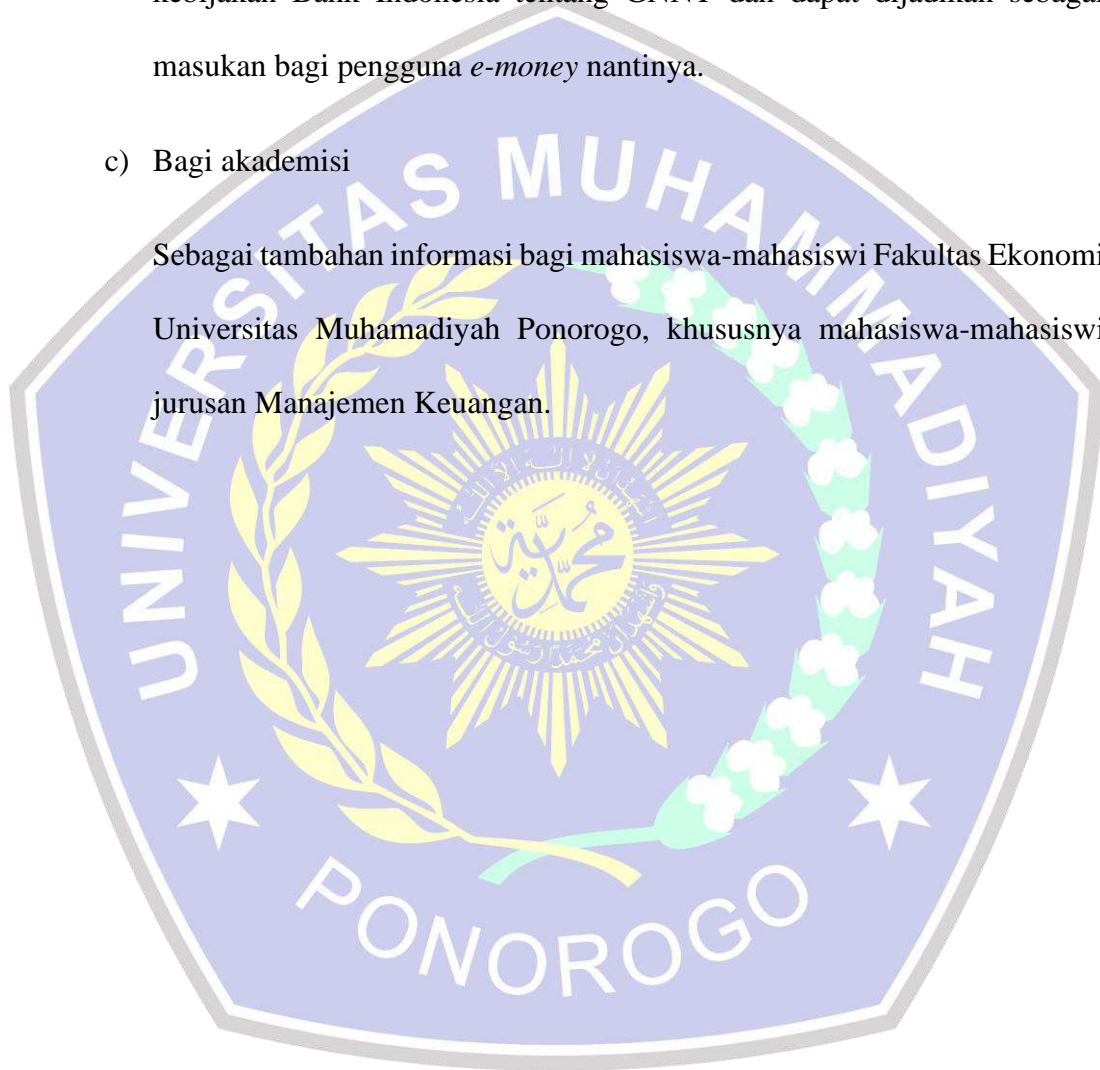 kebijakan Bank Indonesia tentang GNNT dan dapat dijadikan sebagai
masukan bagi pengguna e-money nantinya.
c) Bagi akademisi
Sebagai tambahan informasi bagi mahasiswa-mahasiswi Fakultas Ekonomi
Universitas Muhamadiyah Ponorogo, khususnya mahasiswa-mahasiswi
jurusan Manajemen Keuangan.
UNIVERSITAS MUHAMMADIYAH
محمدية
PONOROGO